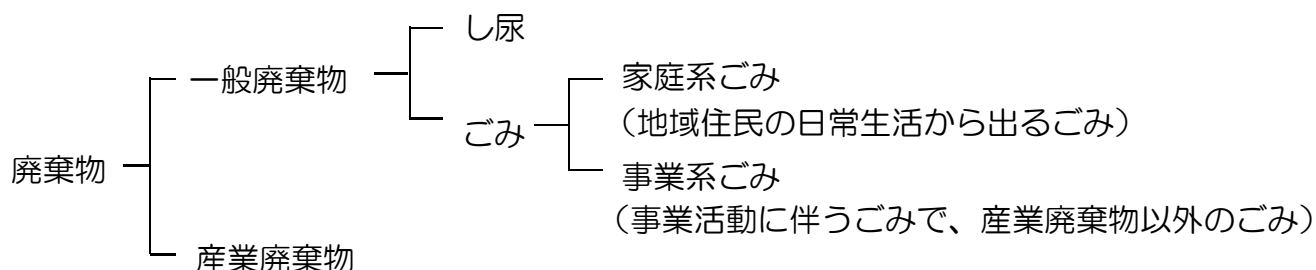 し尿
一般廃棄物
家庭系ごみ
(地域住民の日常生活から出るごみ)
ごみ
廃棄物
事業系ごみ
(事業活動に伴うごみで、産業廃棄物以外のごみ)
産業廃棄物